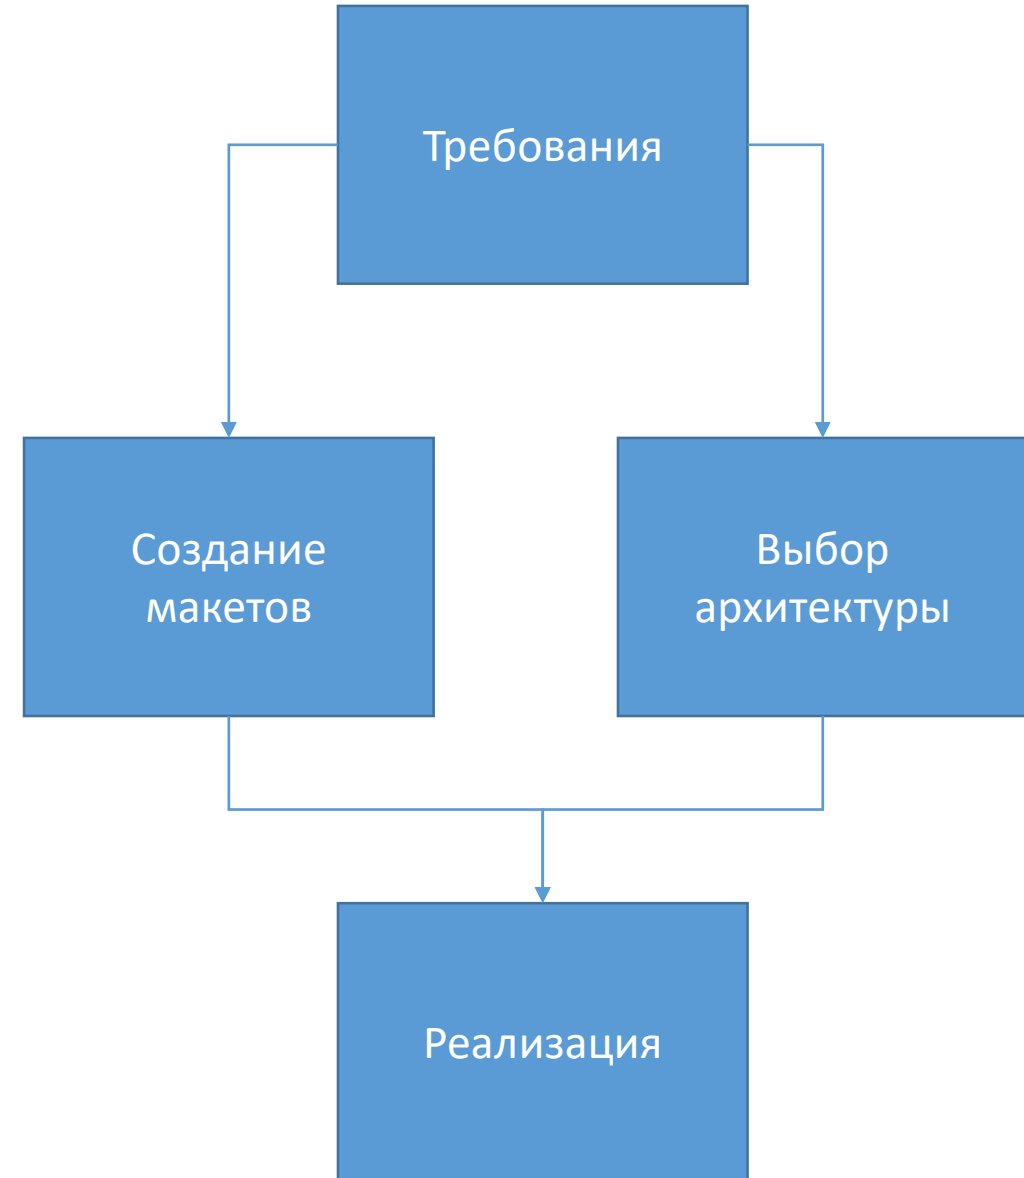 Требования
Создание
макетов
Выбор
архитектуры
Реализация